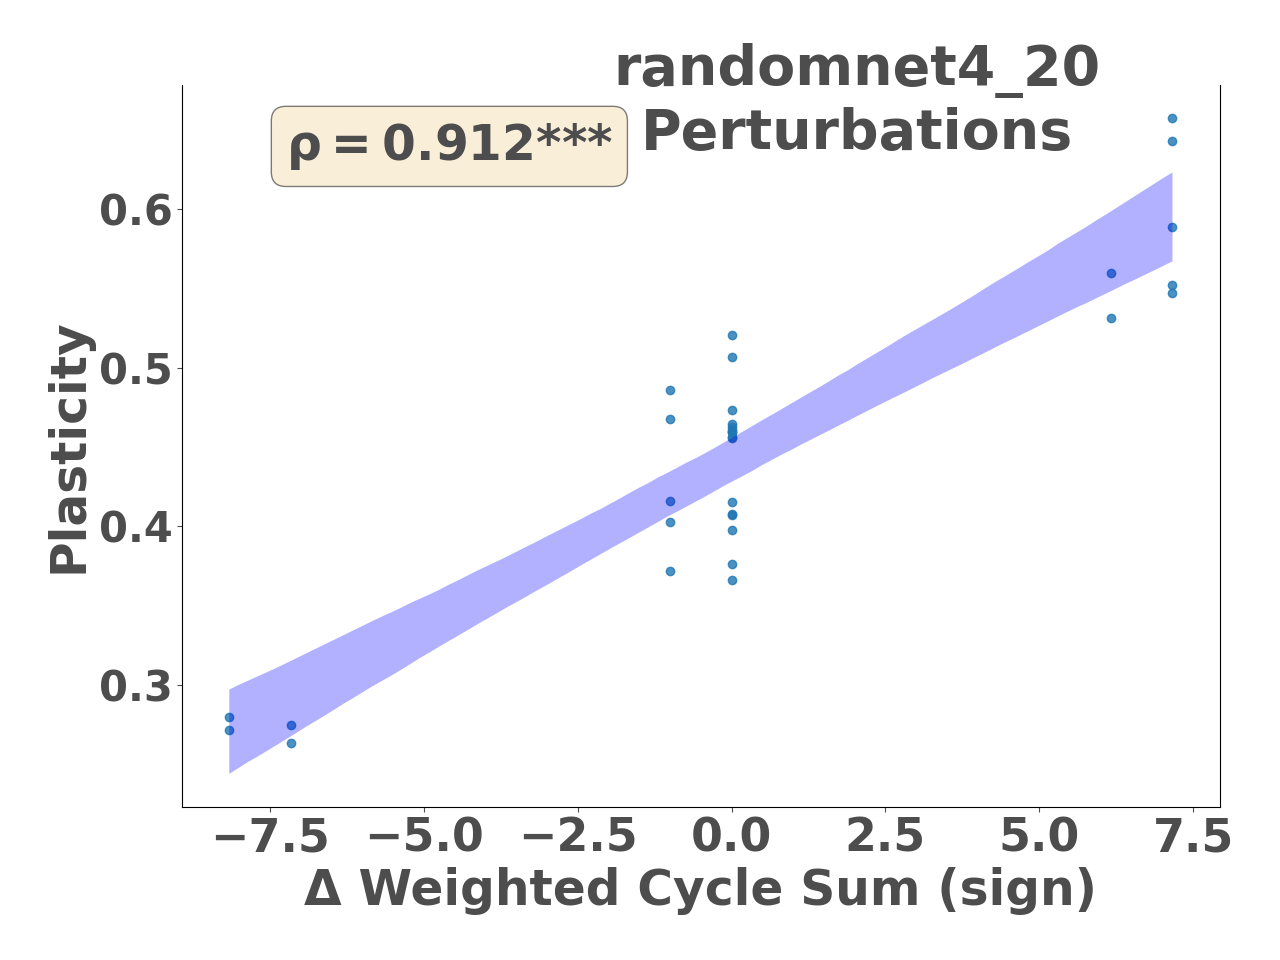 randomnet4_20
Perturbations
ρ = 0.912***
Plasticity
0.6
0.5
0.4
0.3
−7.5 −5.0 −2.5 0.0 2.5 5.0 7.5
Δ Weighted Cycle Sum (sign)